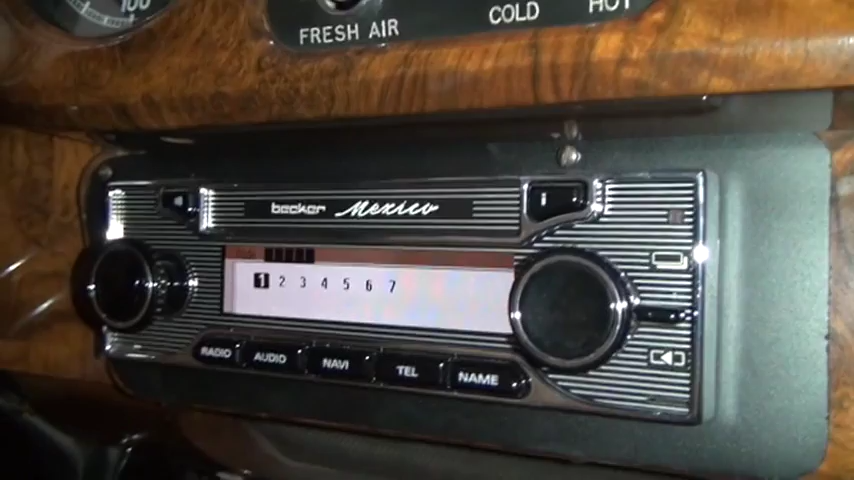 100
FRESH AIR COLD HOT
becker Mexico
1 2 3 4 5 6 7
RADIO AUDIO NAVI TEL NAME